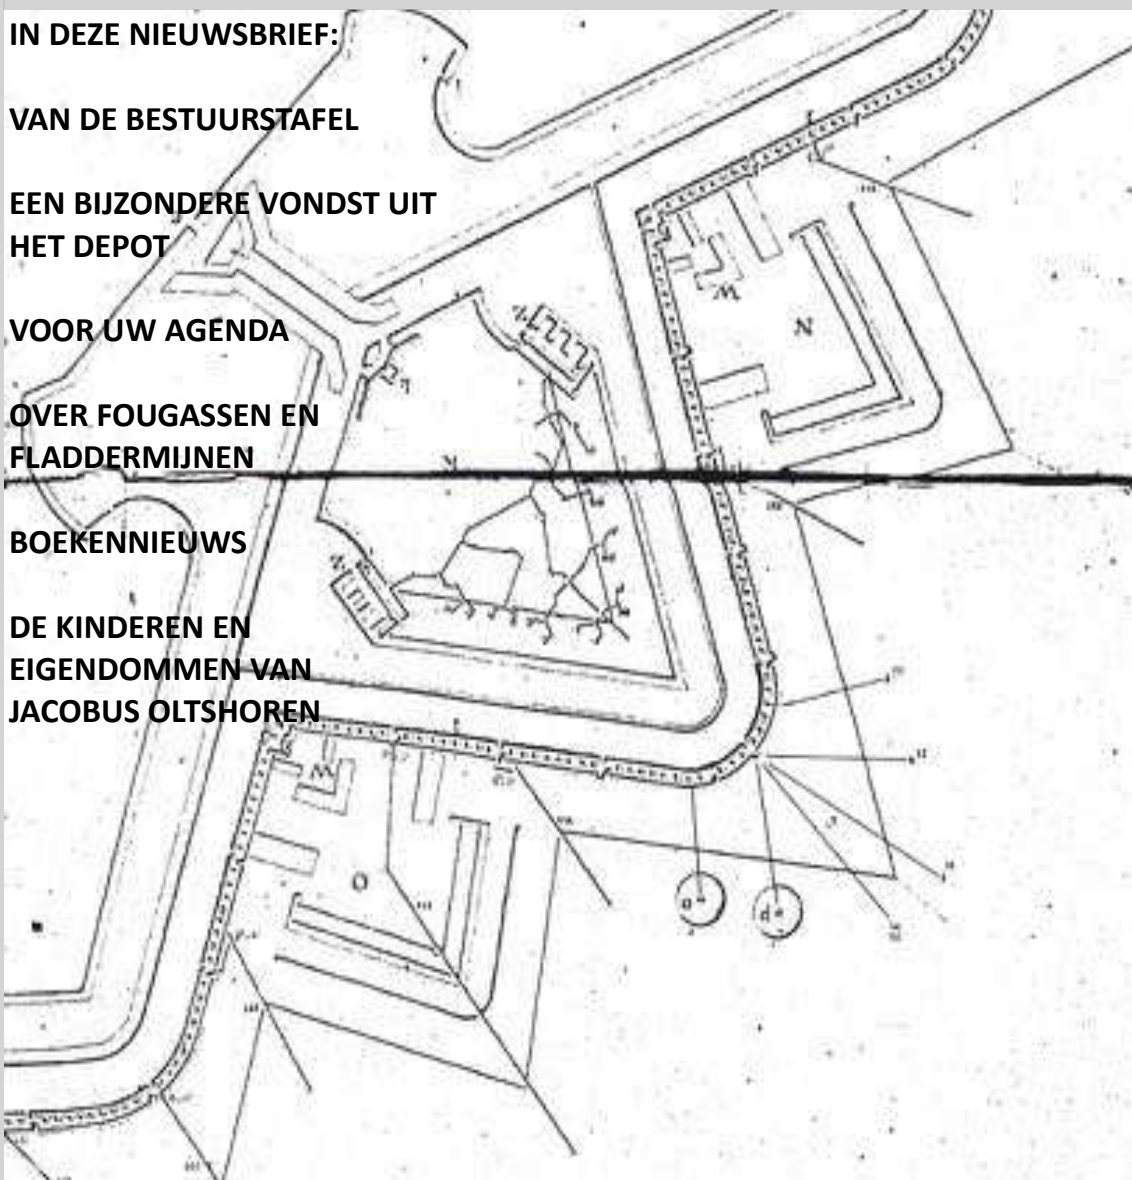 IN DEZE NIEUWSBRIEF:
VAN DE BESTUURSTAFEL
EEN BIJZONDERE VONDST UIT
HET DEPOT
VOOR UW AGENDA
OVER FOUGASSEN EN
FLADDERMIJNEN
BOEKENNIEUWS
DE KINDEREN EN
EIGENDOMMEN VAN
JACOBUS OLTSHOREN
M
N
M
O
a
d